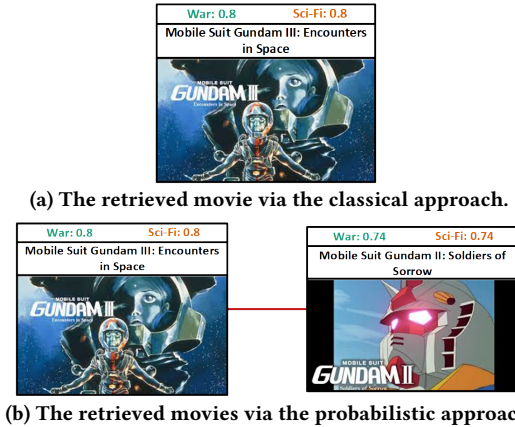 War: 0.8 Sci-Fi: 0.8
Mobile Suit Gundam III: Encounters
in Space
MOBILE SUIT
GUNDAM III
Encounters in Space
(a) The retrieved movie via the classical approach.
War: 0.8 Sci-Fi: 0.8
Mobile Suit Gundam III: Encounters
in Space
MOBILE SUIT
GUNDAM III
Encounters in Space
War: 0.74 Sci-Fi: 0.74
Mobile Suit Gundam II: Soldiers of
Sorrow
MOBILE SUIT
GUNDAM II
Soldiers of Sorrow
(b) The retrieved movies via the probabilistic approac